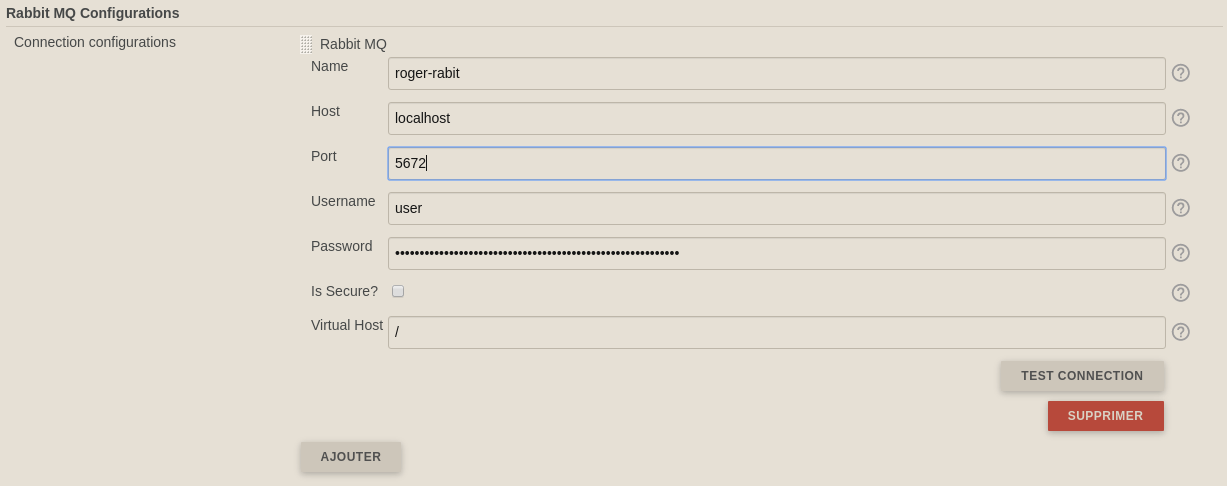 Rabbit MQ Configurations
Connection configurations
Rabbit MQ
Name
roger-rabit
Host
localhost
Port
5672
Username
user
Password
••••••••••••••••••••••••••••••••••••••••••••••••••••••••••
Is Secure?
Virtual Host
/
TEST CONNECTION
SUPPRIMER
AJOUTER